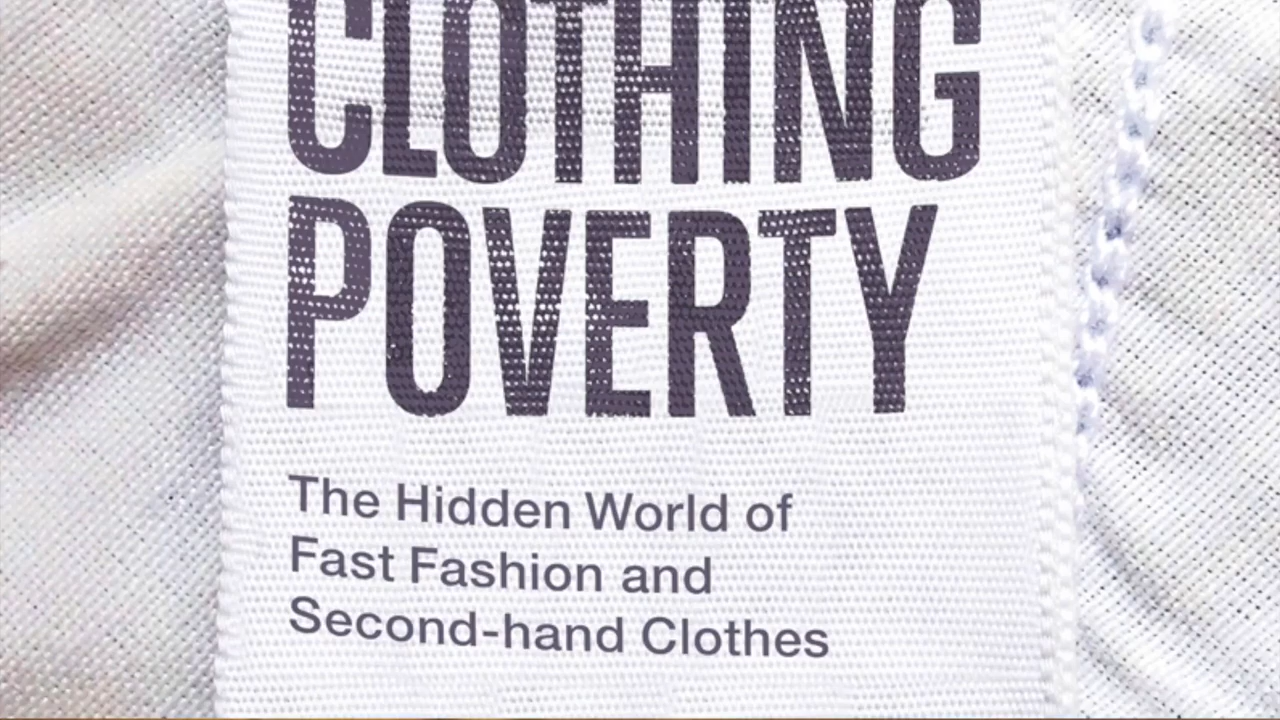 CLOTHING
POVERTY
The Hidden World of
Fast Fashion and
Second-hand Clothes